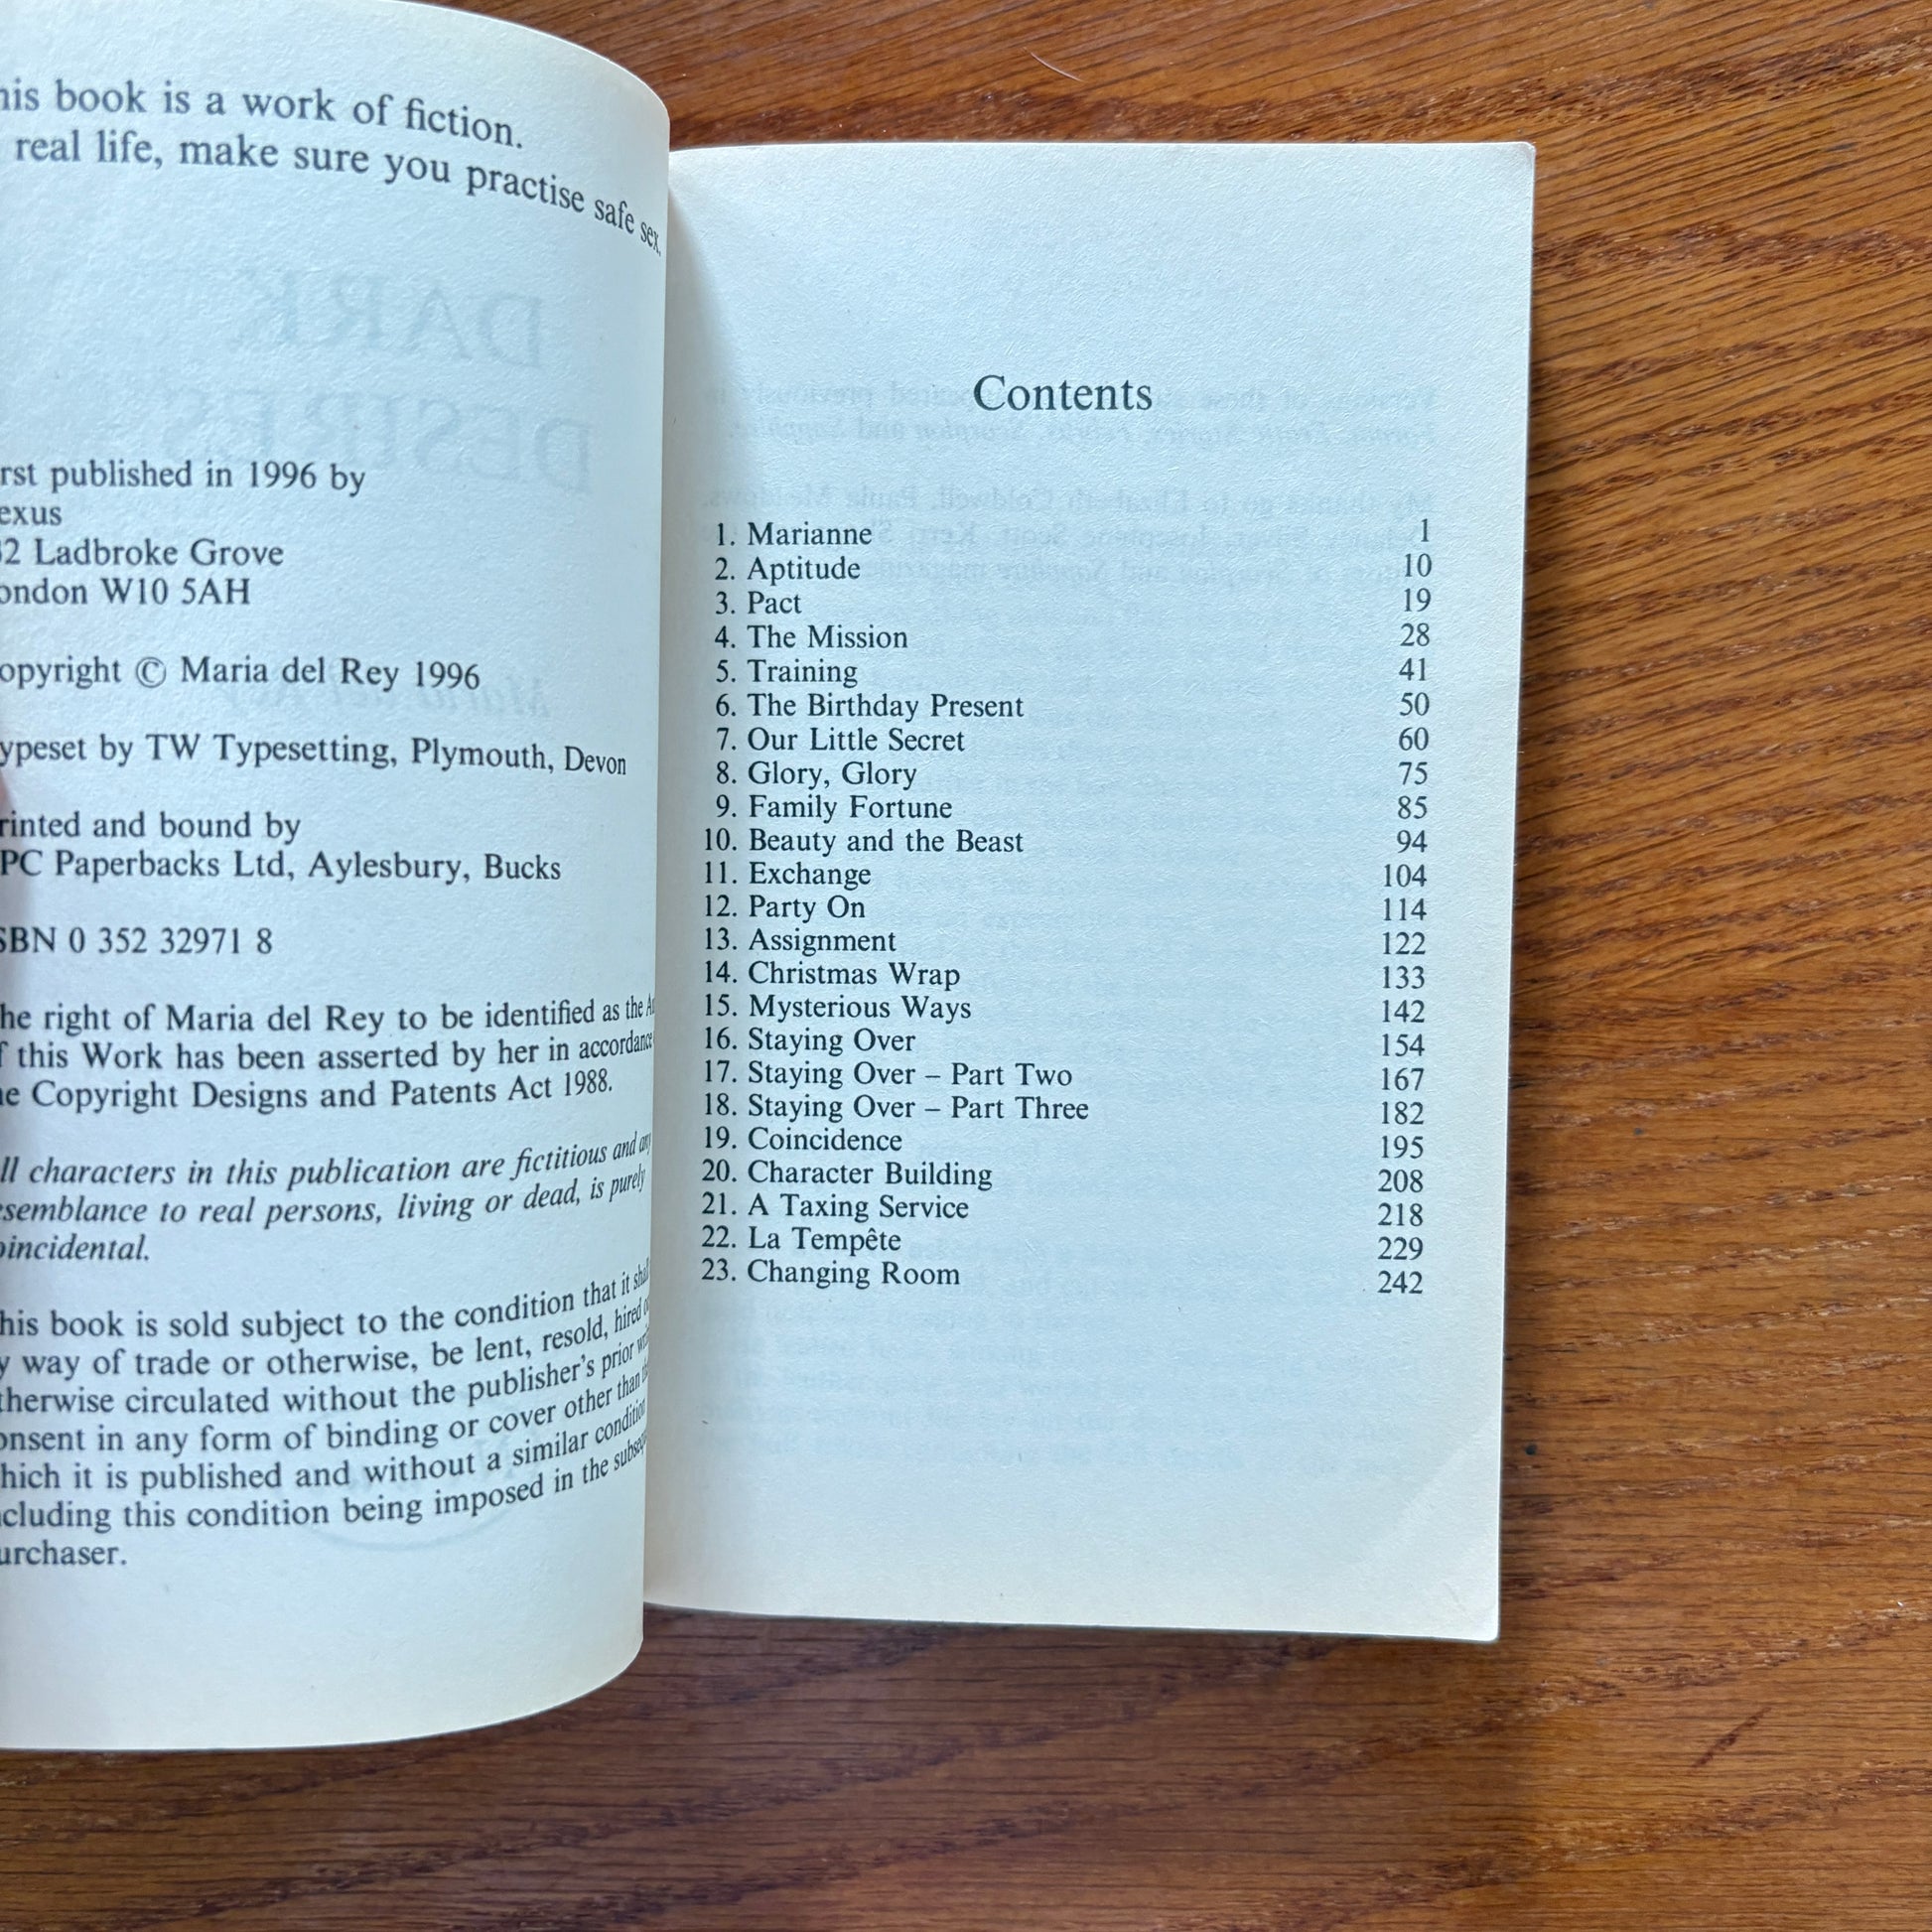 his book is a work of fiction.
real life, make sure you practise safe sex.
DARK
DESIRES
rst published in 1996 by
exus
2 Ladbroke Grove
ondon W10 5AH
opyright © Maria del Rey 1996
ypeset by TW Typesetting, Plymouth, Devon
rinted and bound by
PC Paperbacks Ltd, Aylesbury, Bucks
SBN 0 352 32971 8
he right of Maria del Rey to be identified as the
f this Work has been asserted by her in accordance
he Copyright Designs and Patents Act 1988.
ll characters in this publication are fictitious and any
semblance to real persons, living or dead, is purely
oincidental.
his book is sold subject to the condition that it shall
y way of trade or otherwise, be lent, resold, hired
therwise circulated without the publisher's prior
onsent in any form of binding or cover other than
hich it is published and without a similar condition
cluding this condition being imposed in the
urchaser.
Contents
1. Marianne 1
2. Aptitude 10
3. Pact 19
4. The Mission 28
5. Training 41
6. The Birthday Present 50
7. Our Little Secret 60
8. Glory, Glory 75
9. Family Fortune 85
10. Beauty and the Beast 94
11. Exchange 104
12. Party On 114
13. Assignment 122
14. Christmas Wrap 133
15. Mysterious Ways 142
16. Staying Over 154
17. Staying Over – Part Two 167
18. Staying Over – Part Three 182
19. Coincidence 195
20. Character Building 208
21. A Taxing Service 218
22. La Tempête 229
23. Changing Room 242